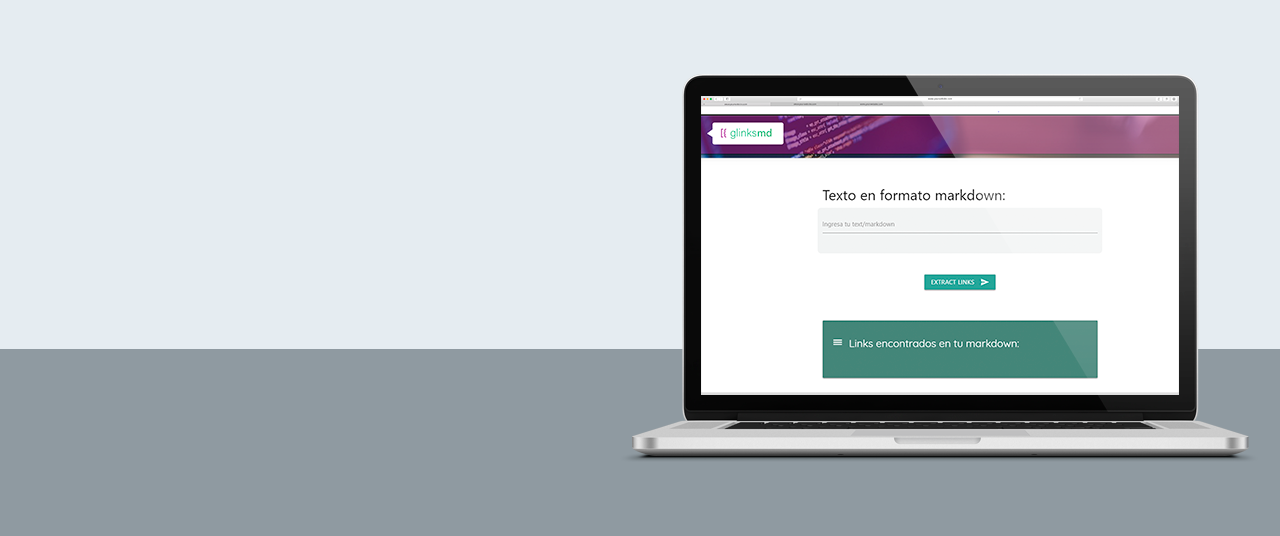 [[ glinksmd
Texto en formato markdown:
Ingresa tu text/markdown
EXTRACT LINKS
Links encontrados en tu markdown: